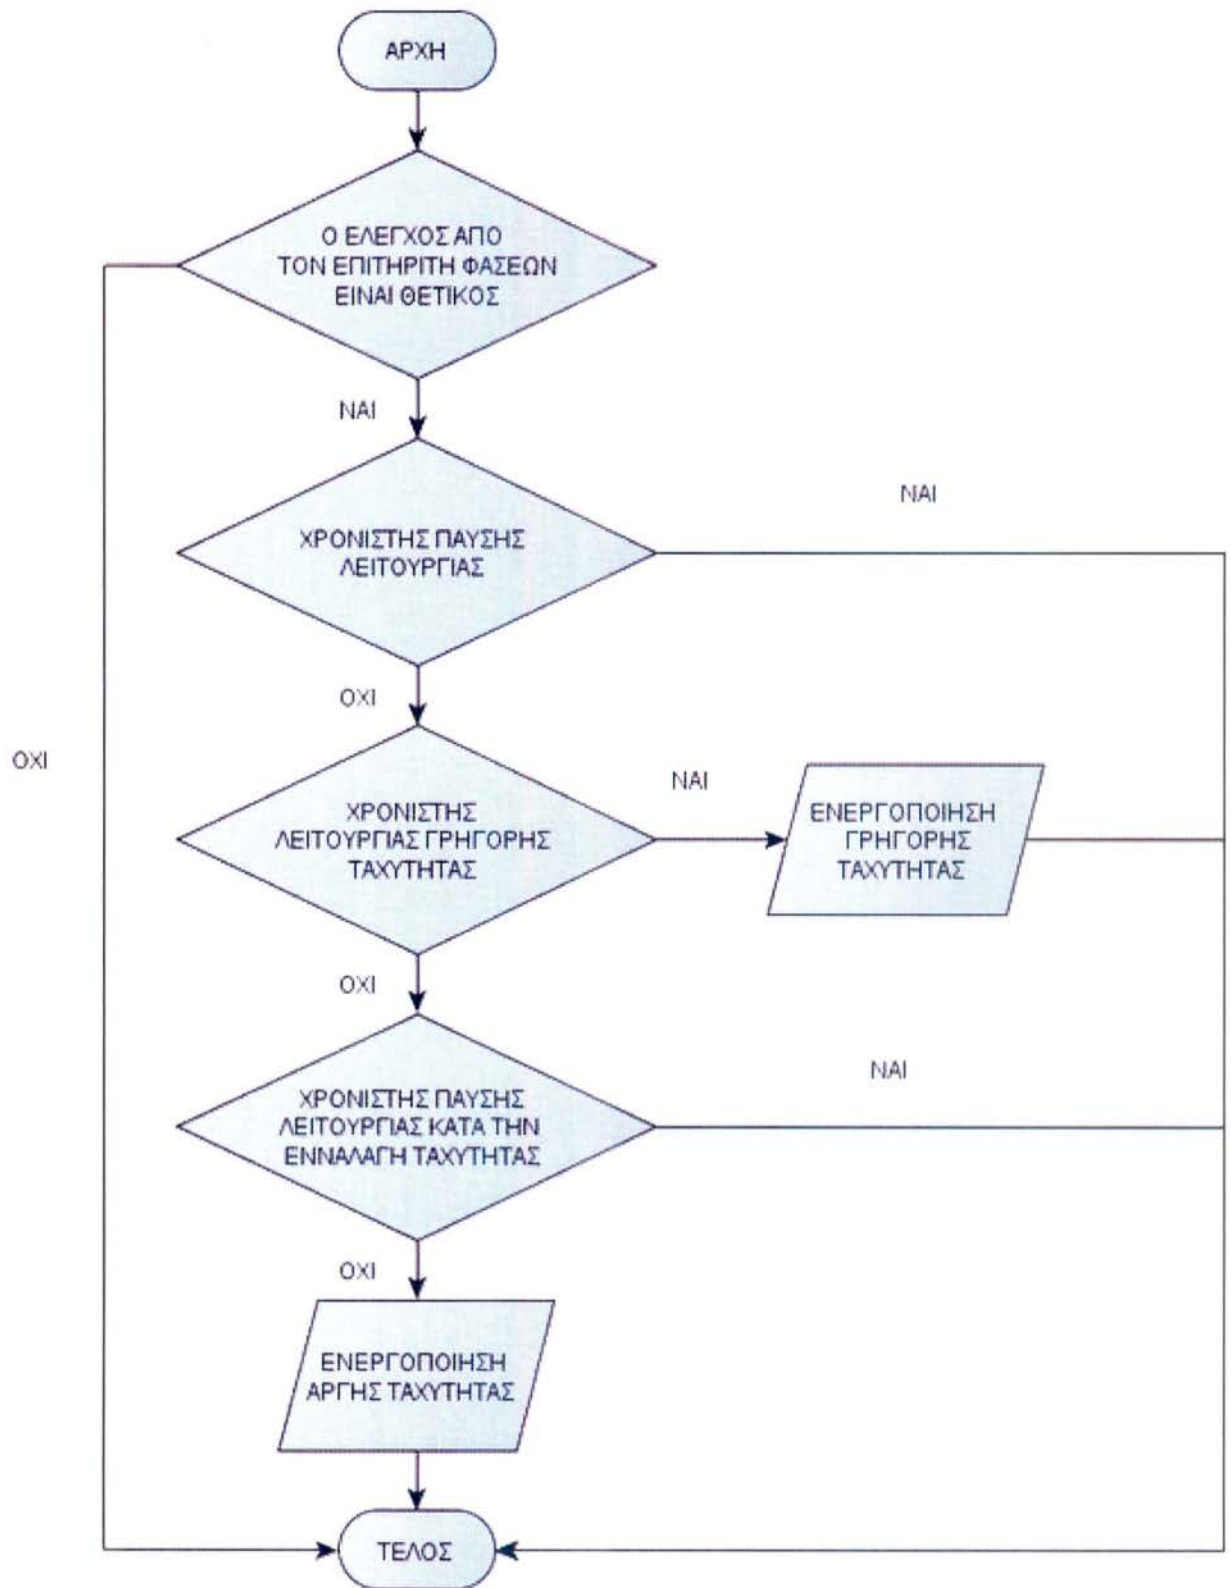 ΑΡΧΗ
Ο ΕΛΕΓΧΟΣ ΑΠΟ
ΤΟΝ ΕΠΙΤΗΡΙΤΗ ΦΑΣΕΩΝ
ΕΙΝΑΙ ΘΕΤΙΚΟΣ
ΝΑΙ
ΝΑΙ
ΧΡΟΝΙΣΤΗΣ ΠΑΥΣΗΣ
ΛΕΙΤΟΥΡΓΙΑΣ
ΟΧΙ
ΟΧΙ
ΝΑΙ
ΧΡΟΝΙΣΤΗΣ
ΛΕΙΤΟΥΡΓΙΑΣ ΓΡΗΓΟΡΗΣ
ΤΑΧΥΤΗΤΑΣ
ΕΝΕΡΓΟΠΟΙΗΣΗ
ΓΡΗΓΟΡΗΣ
ΤΑΧΥΤΗΤΑΣ
ΟΧΙ
ΝΑΙ
ΧΡΟΝΙΣΤΗΣ ΠΑΥΣΗΣ
ΛΕΙΤΟΥΡΓΙΑΣ ΚΑΤΑ ΤΗΝ
ΕΝΝΑΛΑΓΗ ΤΑΧΥΤΗΤΑΣ
ΟΧΙ
ΕΝΕΡΓΟΠΟΙΗΣΗ
ΑΡΓΗΣ ΤΑΧΥΤΗΤΑΣ
ΤΕΛΟΣ